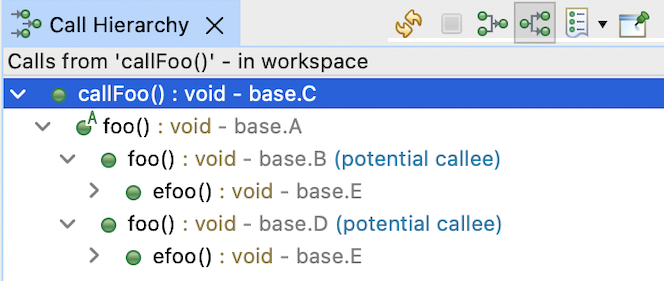 Call Hierarchy
Calls from 'callFoo()' - in workspace
callFoo() : void - base.C
A foo() : void - base.A
foo() : void - base.B (potential callee)
efoo() : void - base.E
foo() : void - base.D (potential callee)
efoo() : void - base.E